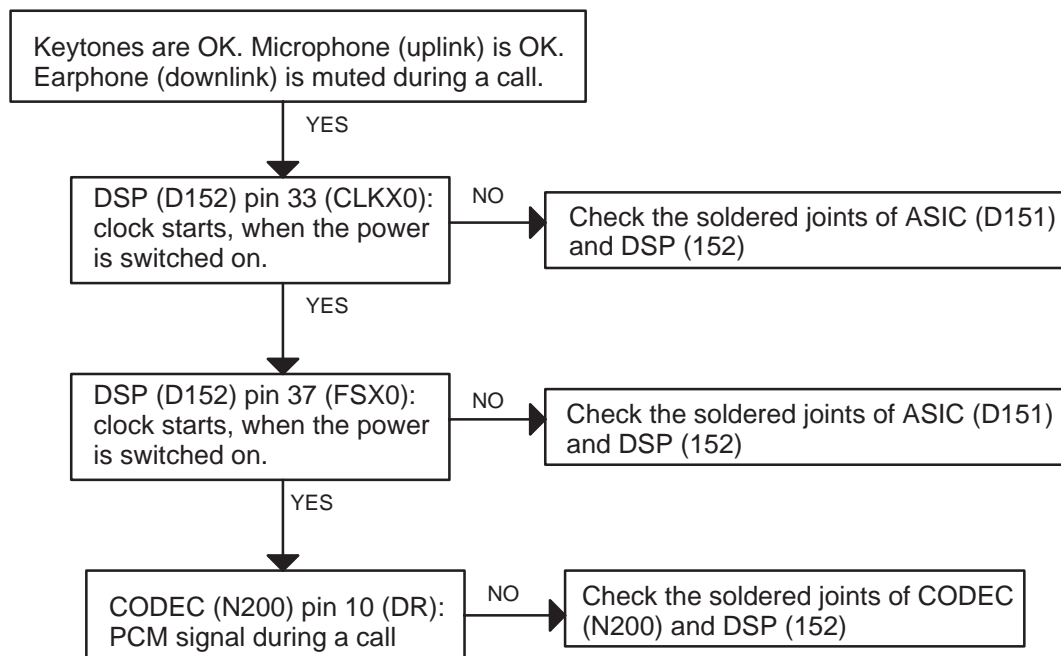 Keytones are OK. Microphone (uplink) is OK.
Earphone (downlink) is muted during a call.
YES
DSP (D152) pin 33 (CLKX0):
clock starts, when the power
is switched on.
NO
Check the soldered joints of ASIC (D151)
and DSP (152)
YES
DSP (D152) pin 37 (FSX0):
clock starts, when the power
is switched on.
NO
Check the soldered joints of ASIC (D151)
and DSP (152)
YES
CODEC (N200) pin 10 (DR):
PCM signal during a call
NO
Check the soldered joints of CODEC
(N200) and DSP (152)